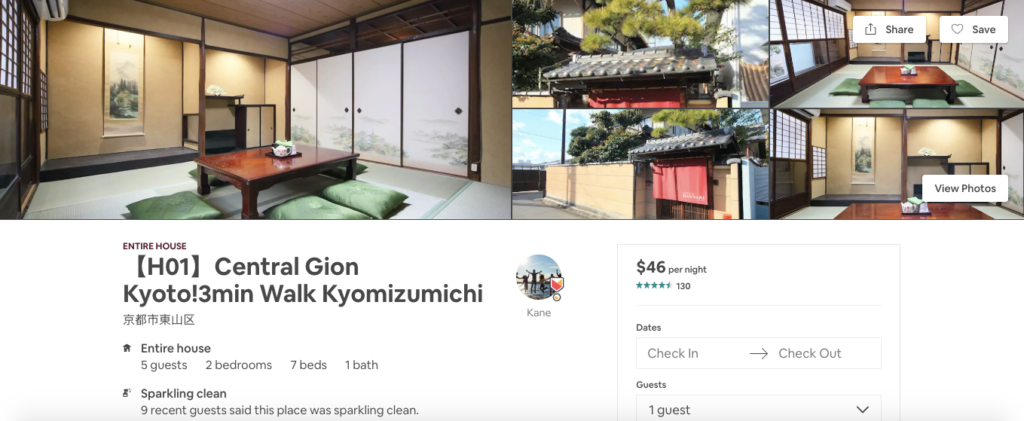 Share
Save
View Photos
ENTIRE HOUSE
【H01】Central Gion
Kyoto!3min Walk Kyomizumichi
京都市東山区
Kane
Entire house
5 guests 2 bedrooms 7 beds 1 bath
Sparkling clean
9 recent guests said this place was sparkling clean.
$46 per night
130
Dates
Check In Check Out
Guests
1 guest